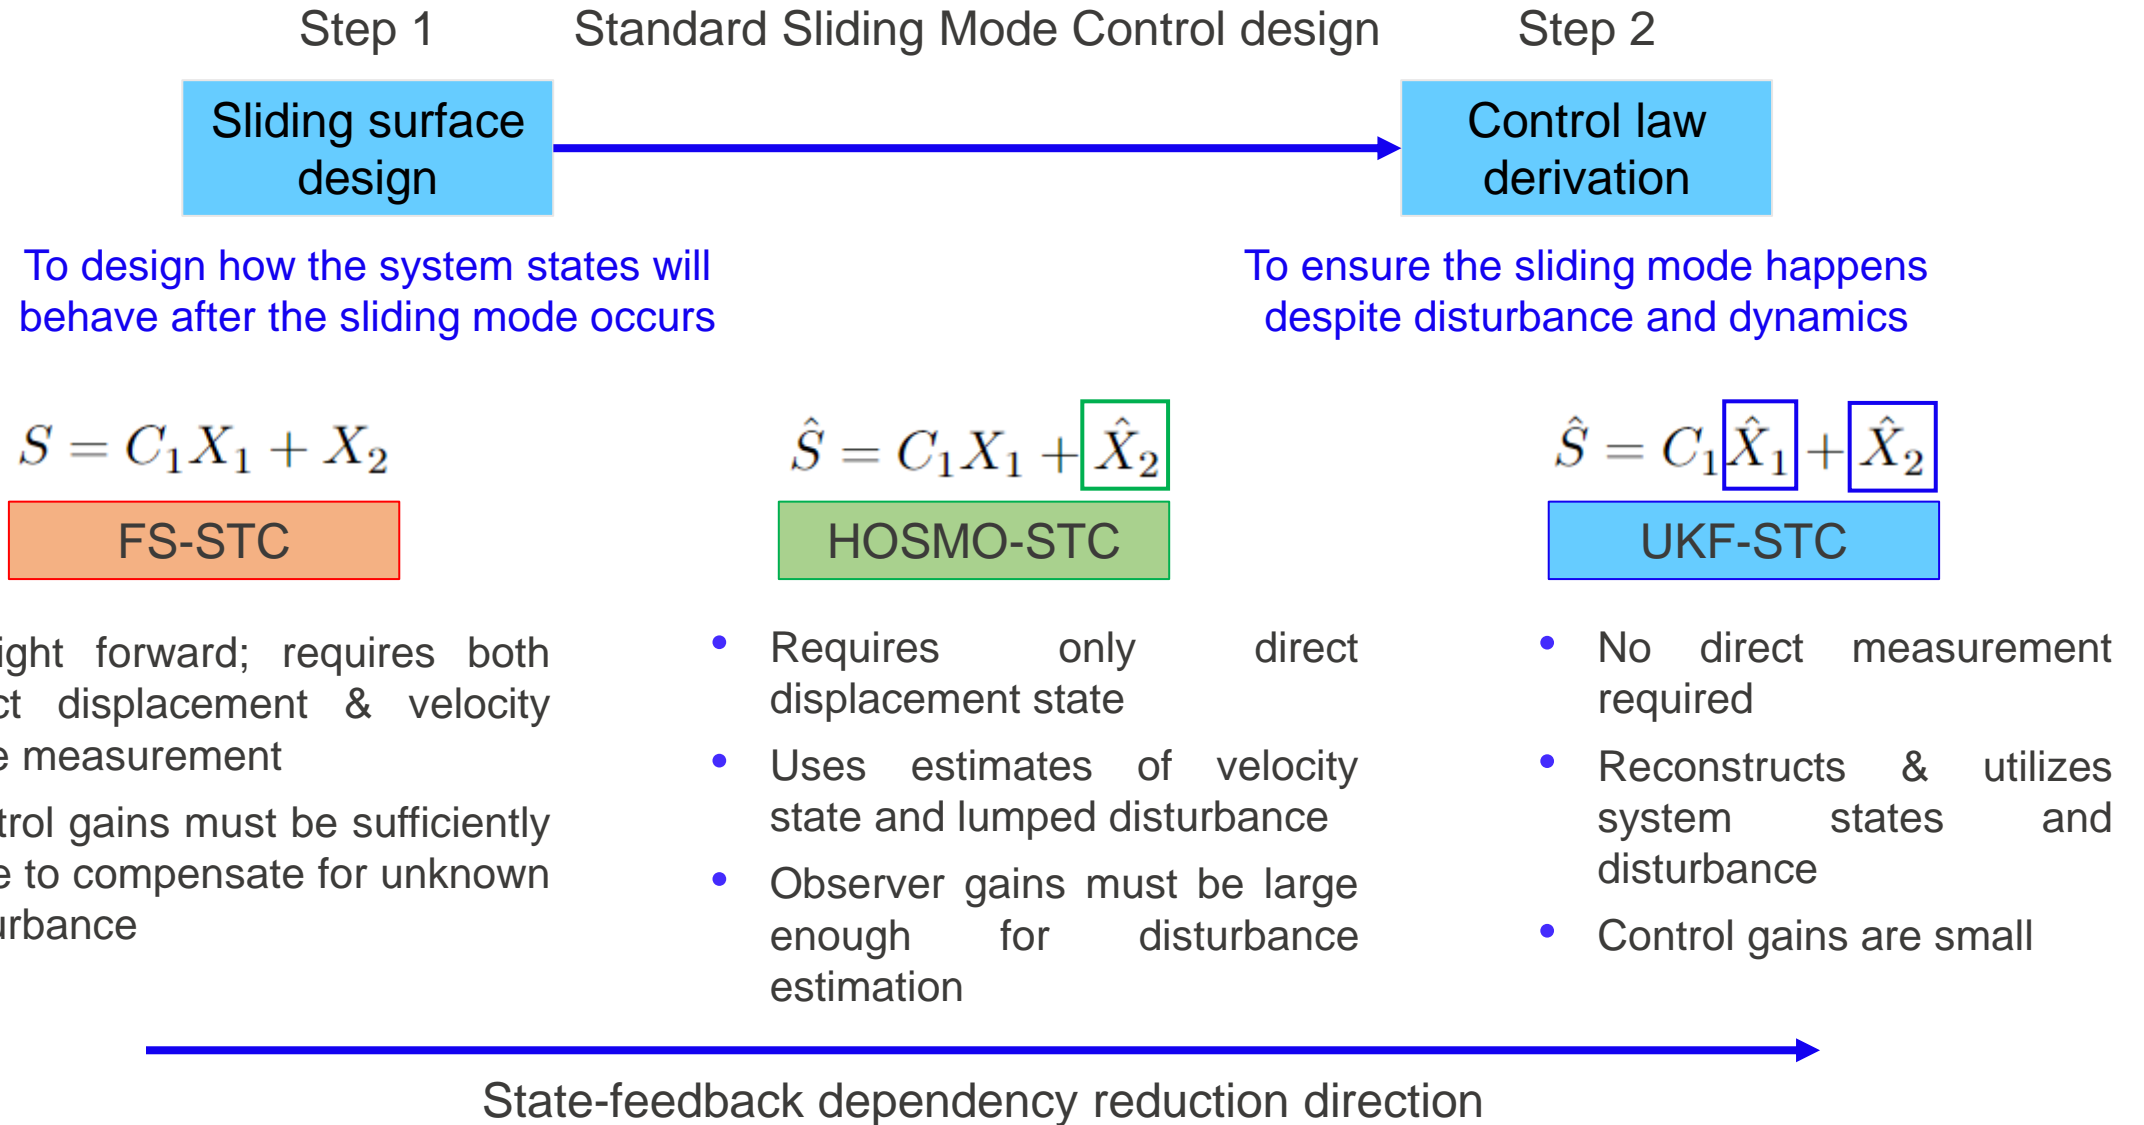 Step 1
Standard Sliding Mode Control design
Step 2
Sliding surface
design
Control law
derivation
To design how the system states will
behave after the sliding mode occurs
To ensure the sliding mode happens
despite disturbance and dynamics
S = C₁X₁ + X₂
FS-STC
ight forward; requires both
ct displacement & velocity
e measurement
trol gains must be sufficiently
e to compensate for unknown
urbance
Ŝ = C₁X₁ + X̂₂
HOSMO-STC
• Requires only direct
displacement state
• Uses estimates of velocity
state and lumped disturbance
• Observer gains must be large
enough for disturbance
estimation
Ŝ = C₁X̂₁ + X̂₂
UKF-STC
• No direct measurement
required
• Reconstructs & utilizes
system states and
disturbance
• Control gains are small
State-feedback dependency reduction direction